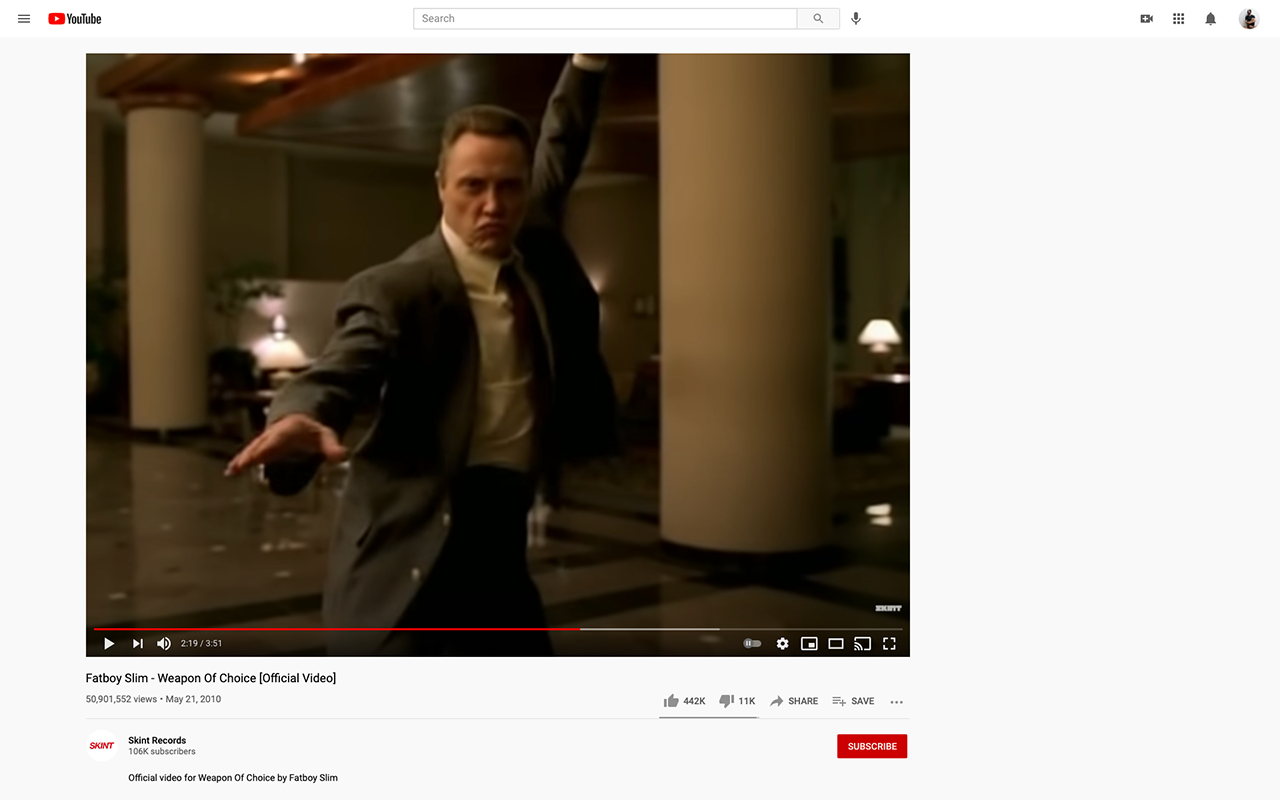 YouTube
Search
SKINT
2:19 / 3:51
Fatboy Slim - Weapon Of Choice [Official Video]
50,901,552 views • May 21, 2010
442K
11K
SHARE
SAVE
SKINT
Skint Records
106K subscribers
SUBSCRIBE
Official video for Weapon Of Choice by Fatboy Slim